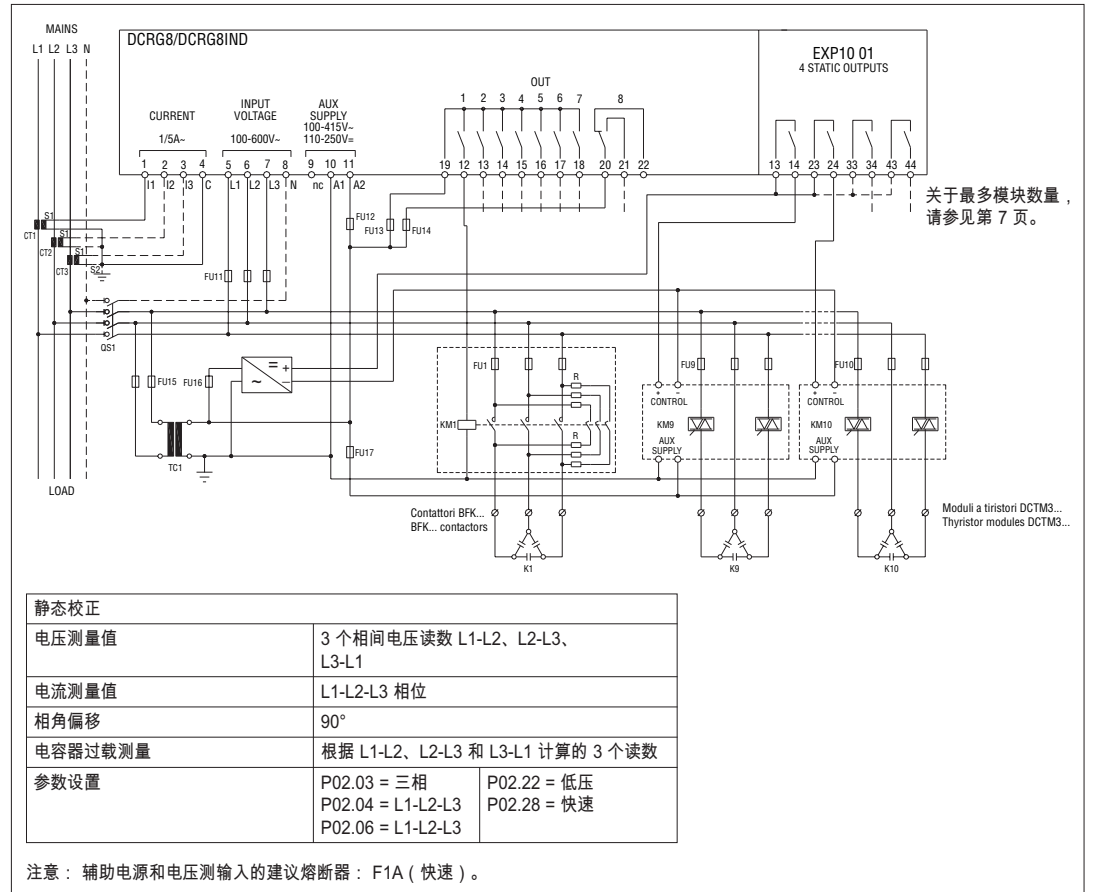 MAINS
L1 L2 L3 N
DCRG8/DCRG8IND
EXP10 01
4 STATIC OUTPUTS
OUT
1 2 3 4 5 6 7 8
CURRENT
1/5A~
INPUT
VOLTAGE
100-600V~
AUX
SUPPLY
100-415V~
110-250V=
1 2 3 4 5 6 7 8 9 10 11 19 12 13 14 15 16 17 18 20 21 22 13 14 23 24 33 34 43 44
I1 I2 I3 C L1 L2 L3 N nc A1 A2
关于最多模块数量，
请参见第 7 页。
S1
CT1
S1
CT2
S1
CT3
S2
FU12
FU13
FU14
FU11
QS1
FU15
FU16
= +
~ –
FU1
R
FU9
FU10
+ –
CONTROL
+ –
CONTROL
KM1
R
KM9
KM10
AUX
SUPPLY
AUX
SUPPLY
FU17
TC1
LOAD
Contattori BFK...
BFK... contactors
Moduli a tiristori DCTM3...
Thyristor modules DCTM3...
K1
K9
K10
静态校正
电压测量值 3 个相间电压读数 L1-L2、L2-L3、
L3-L1
电流测量值 L1-L2-L3 相位
相角偏移 90°
电容器过载测量 根据 L1-L2、L2-L3 和 L3-L1 计算的 3 个读数
参数设置 P02.03 = 三相 P02.22 = 低压
P02.04 = L1-L2-L3 P02.28 = 快速
P02.06 = L1-L2-L3
注意： 辅助电源和电压测输入的建议熔断器： F1A（快速）。